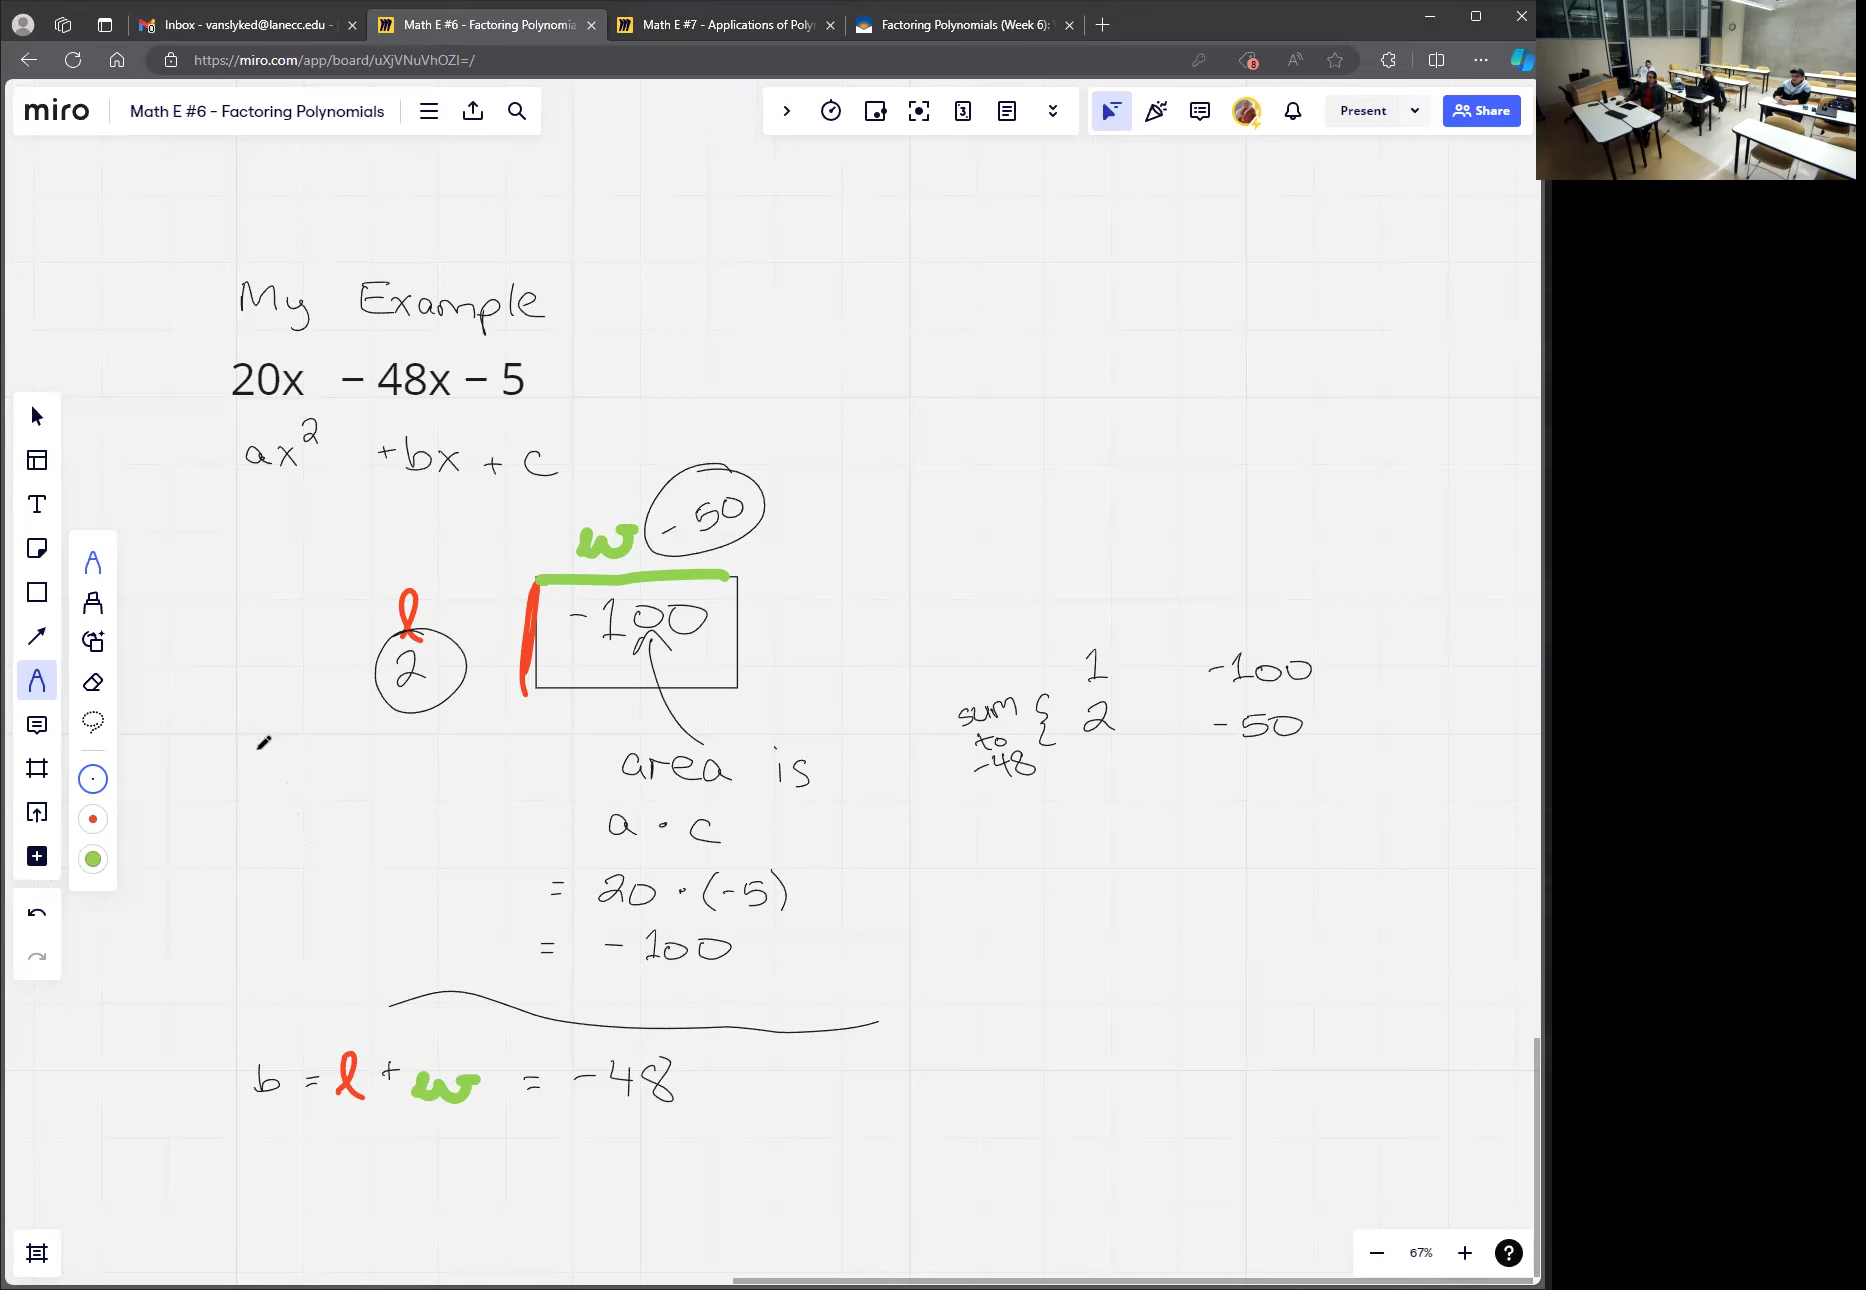 Inbox - vanslyked@lanecc.edu -
Math E #6 - Factoring Polynomia
Math E #7 - Applications of Poly
Factoring Polynomials (Week 6):
https://miro.com/app/board/uXjVNuVhOZI=/
8
miro
Math E #6 - Factoring Polynomials
Present
Share
My Example
20x − 48x − 5
ax² +bx + c
w -50
l
2
-100
1 -100
sum
to
-48
{ 2 -50
area is
a · c
= 20 · (-5)
= -100
b = l + w = -48
67%